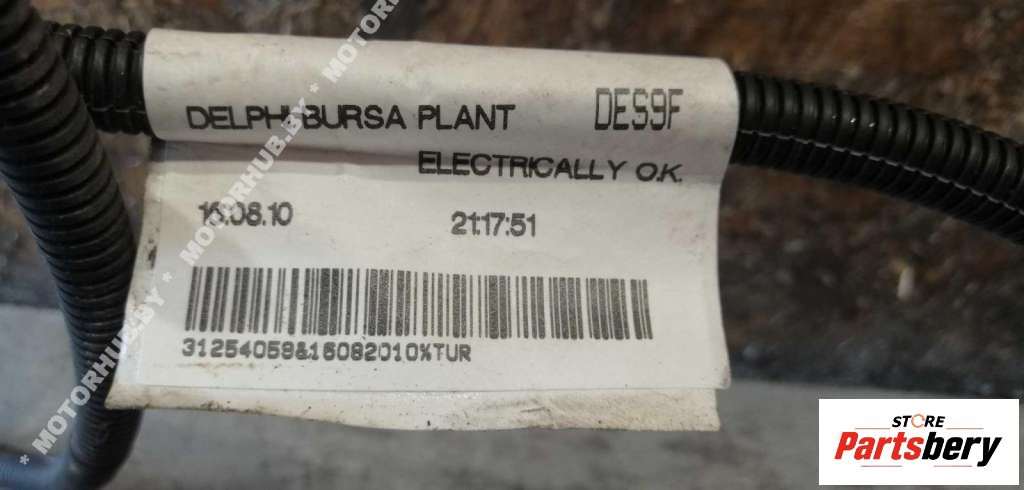 DELPHI BURSA PLANT DES9F
ELECTRICALLY O.K.
16.08.10 21:17:51
31254059&16082010%TUR
* MOTORHUB.BY * MOTORHUB.BY
STORE
Partsbery